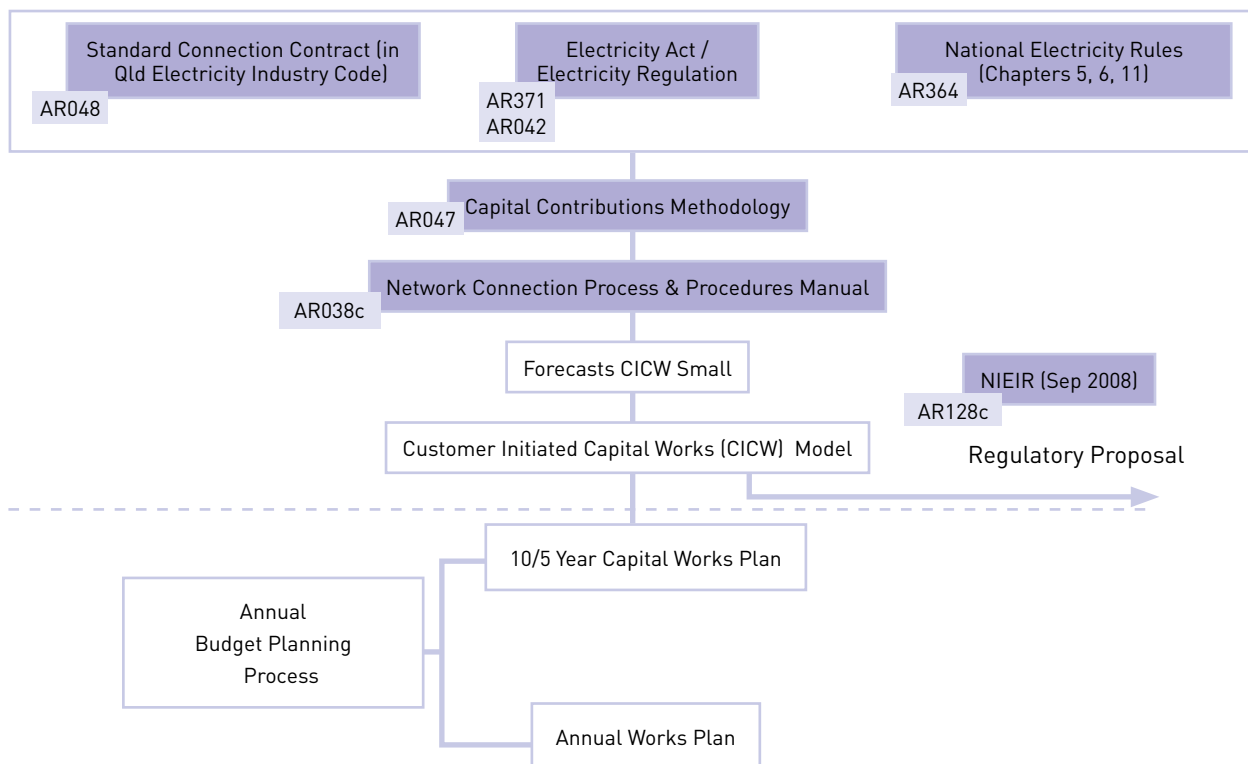 Standard Connection Contract (in
Qld Electricity Industry Code)
AR048
Electricity Act /
Electricity Regulation
AR371
AR042
National Electricity Rules
(Chapters 5, 6, 11)
AR364
Capital Contributions Methodology
AR047
Network Connection Process & Procedures Manual
AR038c
Forecasts CICW Small
NIEIR (Sep 2008)
AR128c
Customer Initiated Capital Works (CICW) Model
Regulatory Proposal
10/5 Year Capital Works Plan
Annual
Budget Planning
Process
Annual Works Plan